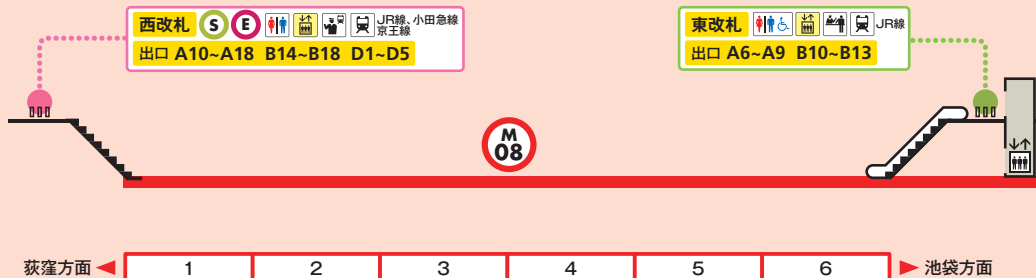 西改札 S E JR線、小田急線
京王線
出口 A10~A18 B14~B18 D1~D5
東改札 JR線
出口 A6~A9 B10~B13
M
08
荻窪方面 1 2 3 4 5 6 池袋方面